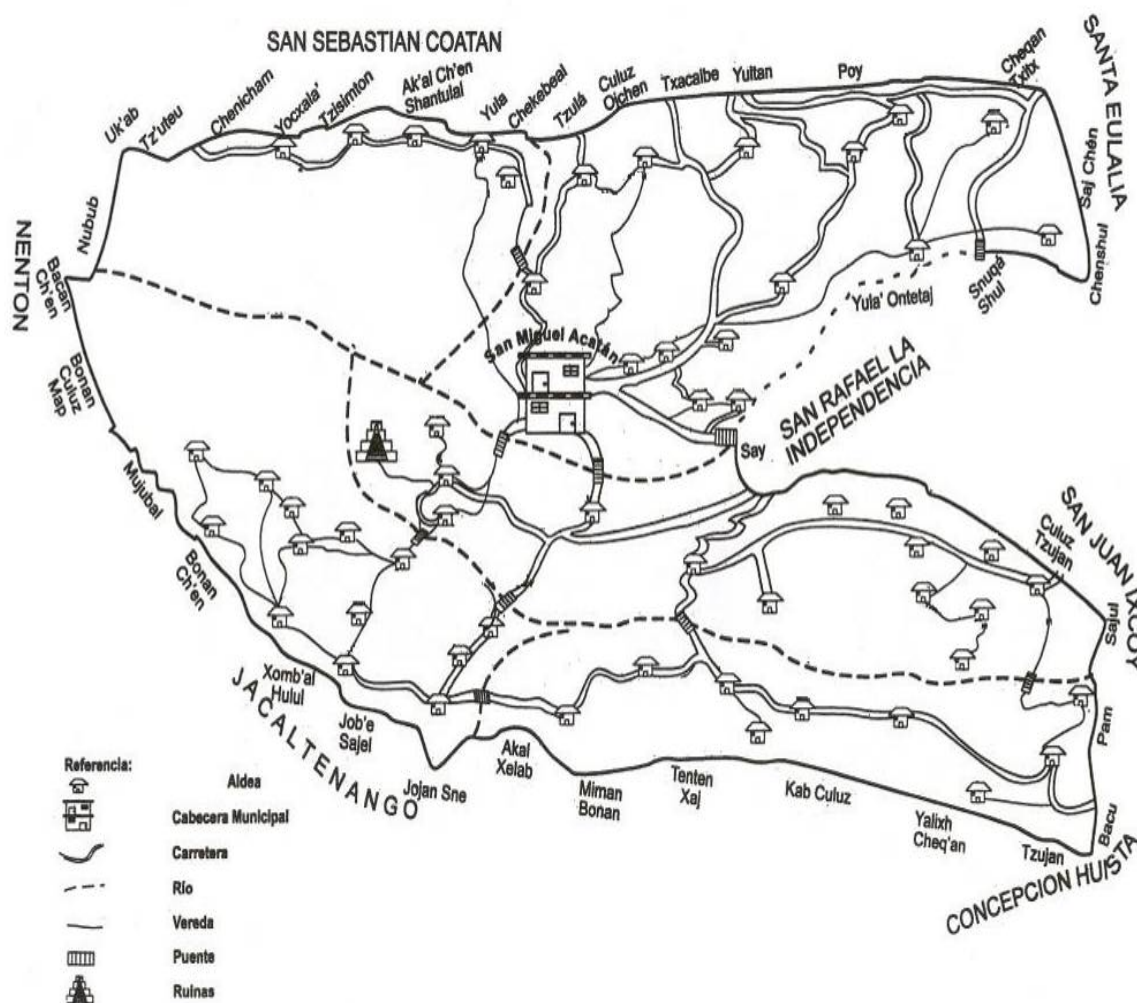 SAN SEBASTIAN COATAN
SANTA EULALIA
Uk'ab
Tz'uteu
Chenicham
Yocxala'
Tzisimton
Ak'al Ch'en
Shantulal
Yula
Chekebeal
Tzulá
Culuz
Ojchen
Txacalbe
Yultan
Poy
Cheqan
Txitx
Saj Chén
Chenshul
Snuqa'
Shul
Yula' Ontetaj
NENTON
Nubub
Bacan
Ch'en
Bonan
Culuz
Map
Mujubal
Bonan
Ch'en
San Miguel Acatán
SAN RAFAEL LA
INDEPENDENCIA
Say
SAN JUAN IXCOY
Culuz
Tzujan
Sajul
Pam
Bacu
JACALTENANGO
Xomb'al
Hulul
Job'e
Sajel
Jojan Sne
Akal
Xelab
Miman
Bonan
Tenten
Xaj
Kab Culuz
Yalixh
Cheq'an
Tzujan
CONCEPCION HUISTA
Referencia:
Aldea
Cabecera Municipal
Carretera
Río
Vereda
Puente
Ruinas